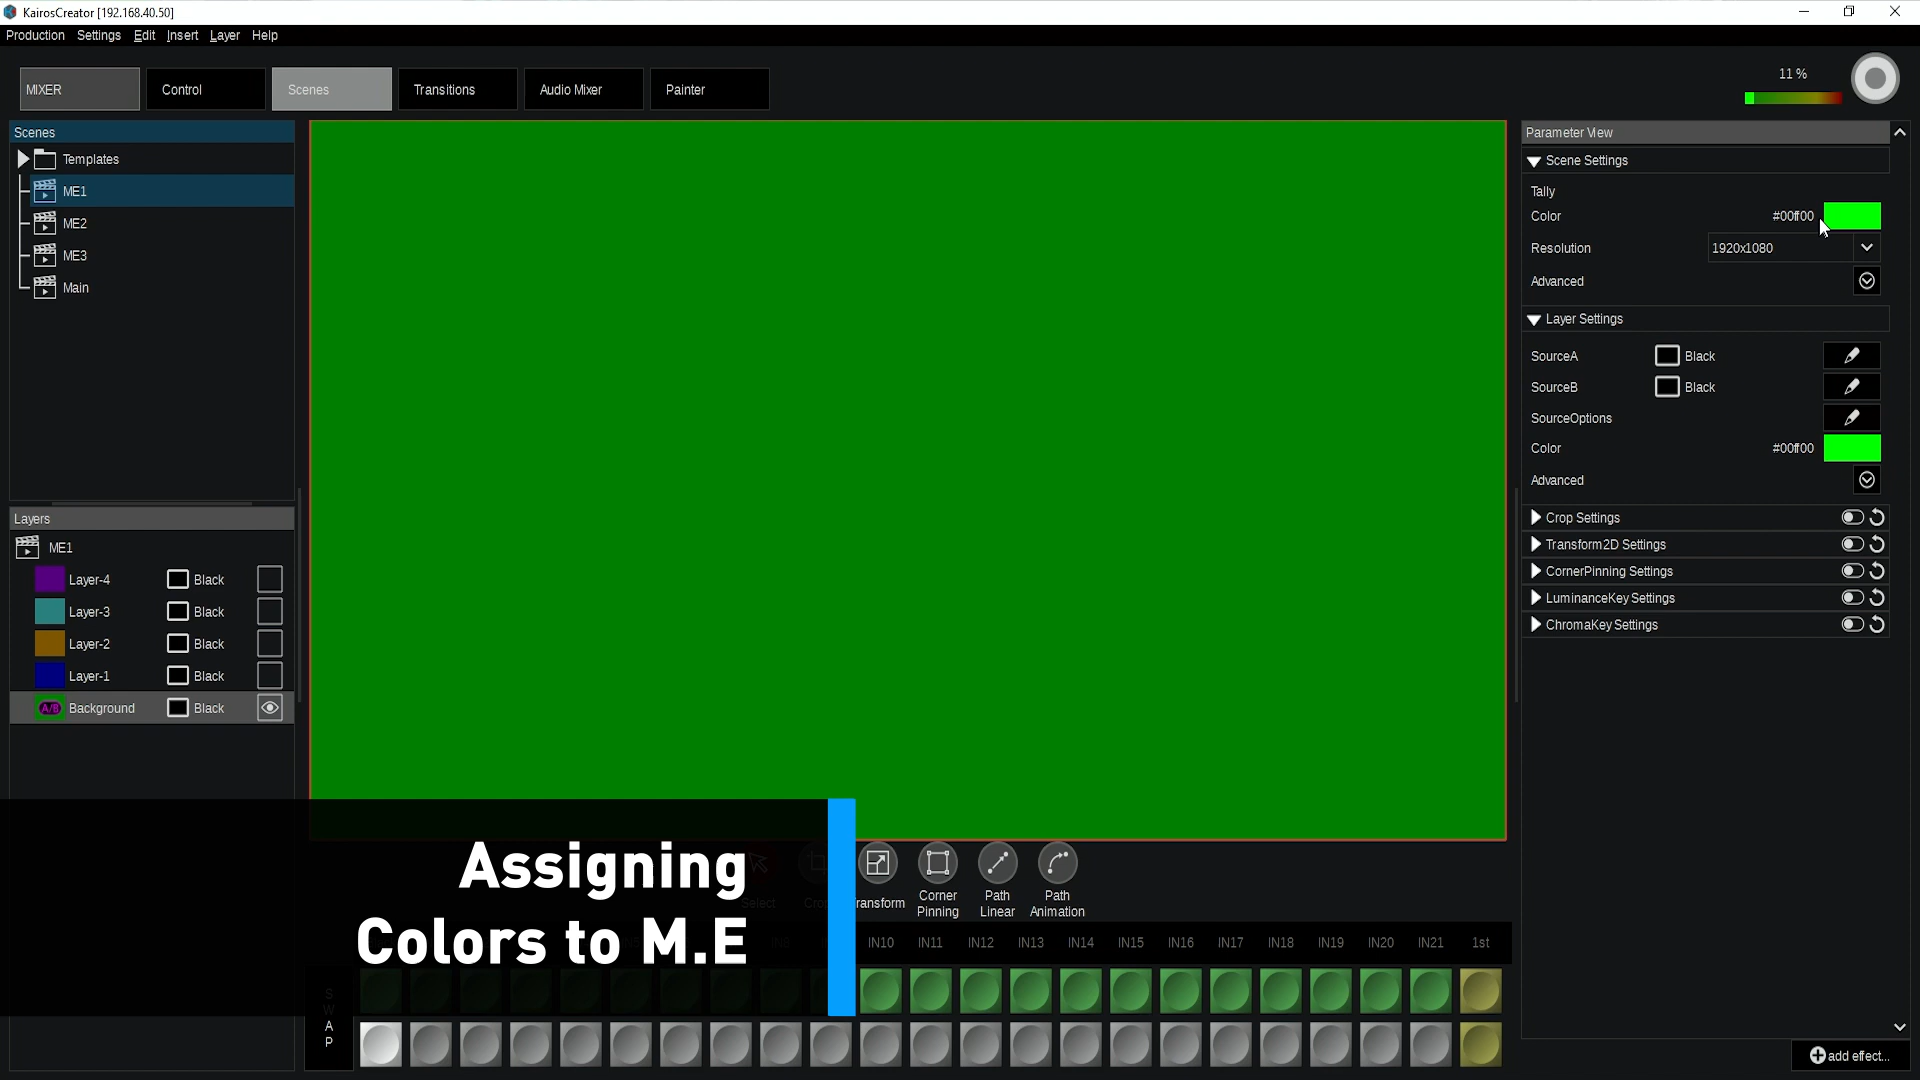 KairosCreator [192.168.40.50]
Production Settings Edit Insert Layer Help
MIXER Control Scenes Transitions Audio Mixer Painter
11 %
Scenes
Templates
ME1
ME2
ME3
Main
Layers
ME1
Layer-4 Black
Layer-3 Black
Layer-2 Black
Layer-1 Black
A/B Background Black
Parameter View
Scene Settings
Tally
Color #00ff00
Resolution 1920x1080
Advanced
Layer Settings
SourceA Black
SourceB Black
SourceOptions
Color #00ff00
Advanced
Crop Settings
Transform2D Settings
CornerPinning Settings
LuminanceKey Settings
ChromaKey Settings
add effect...
Assigning
Colors to M.E
Select
ransform
Corner
Pinning
Path
Linear
Path
Animation
IN10 IN11 IN12 IN13 IN14 IN15 IN16 IN17 IN18 IN19 IN20 IN21 1st
S
W
A
P